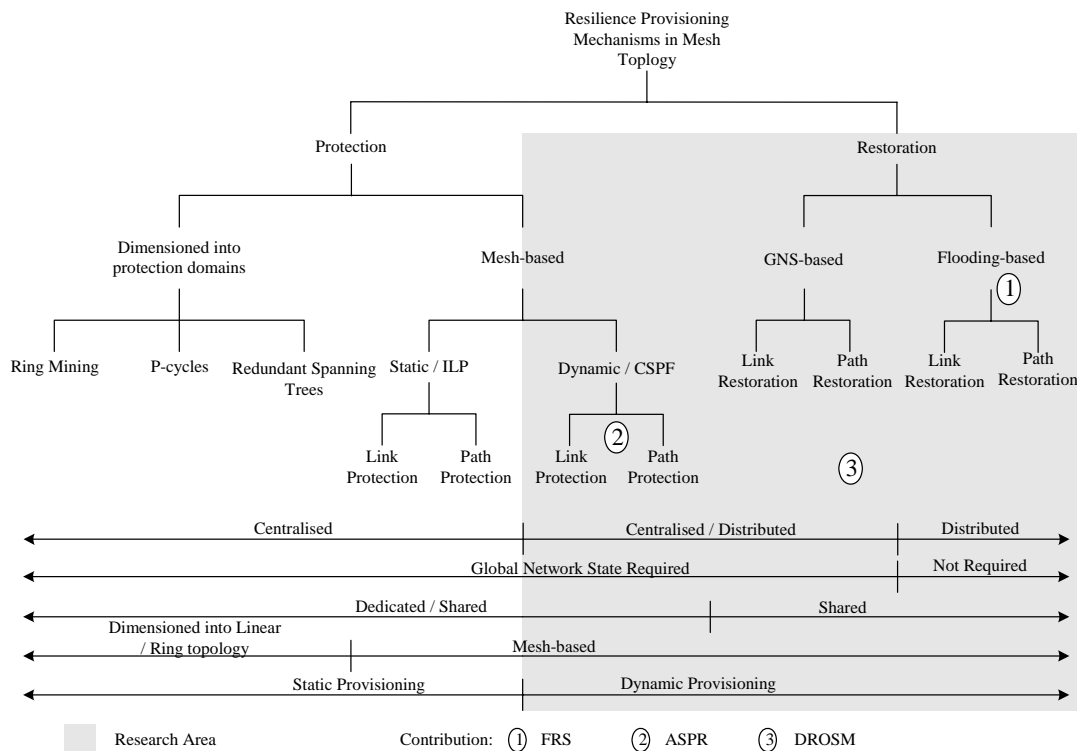 Resilience Provisioning
Mechanisms in Mesh
Toplogy
Protection
Restoration
Dimensioned into
protection domains
Mesh-based
GNS-based
Flooding-based
1
Ring Mining
P-cycles
Redundant Spanning
Trees
Static / ILP
Dynamic / CSPF
Link
Restoration
Path
Restoration
Link
Restoration
Path
Restoration
Link
Protection
Path
Protection
Link
Protection
2
Path
Protection
3
Centralised
Centralised / Distributed
Distributed
Global Network State Required
Not Required
Dedicated / Shared
Shared
Dimensioned into Linear
/ Ring topology
Mesh-based
Static Provisioning
Dynamic Provisioning
Research Area
Contribution: 1 FRS 2 ASPR 3 DROSM